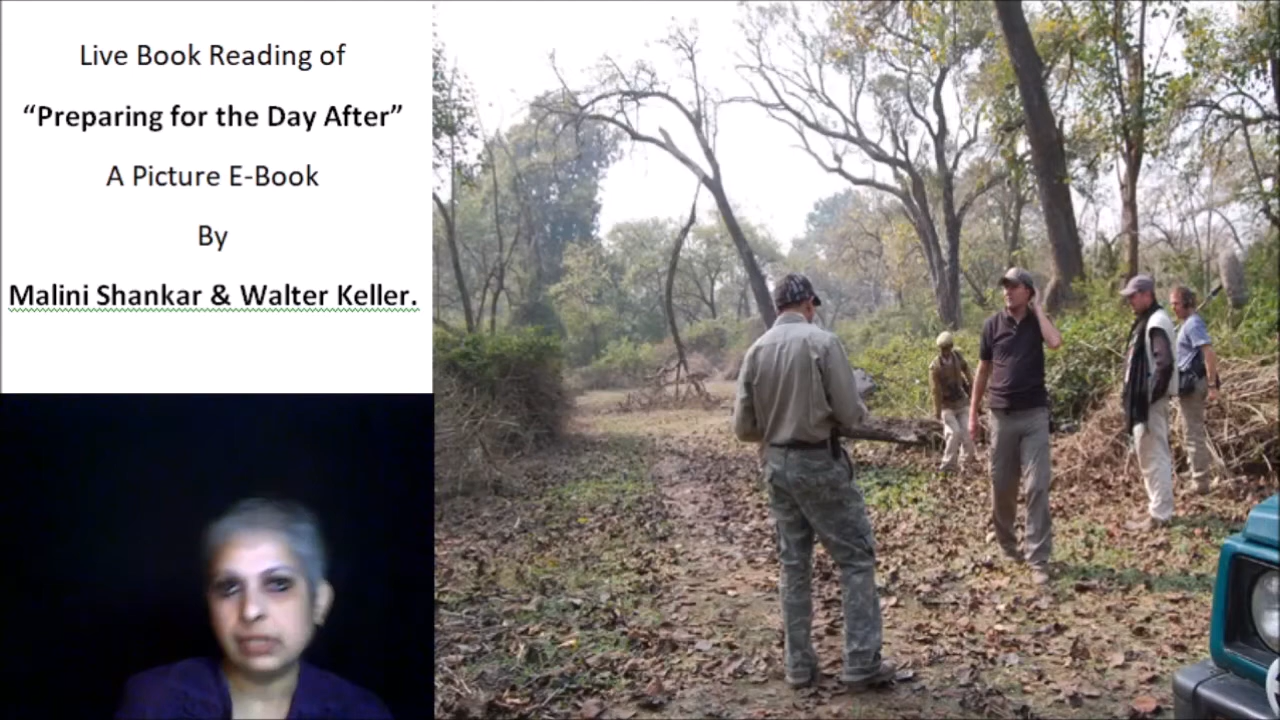 Live Book Reading of
“Preparing for the Day After”
A Picture E-Book
By
Malini Shankar & Walter Keller.